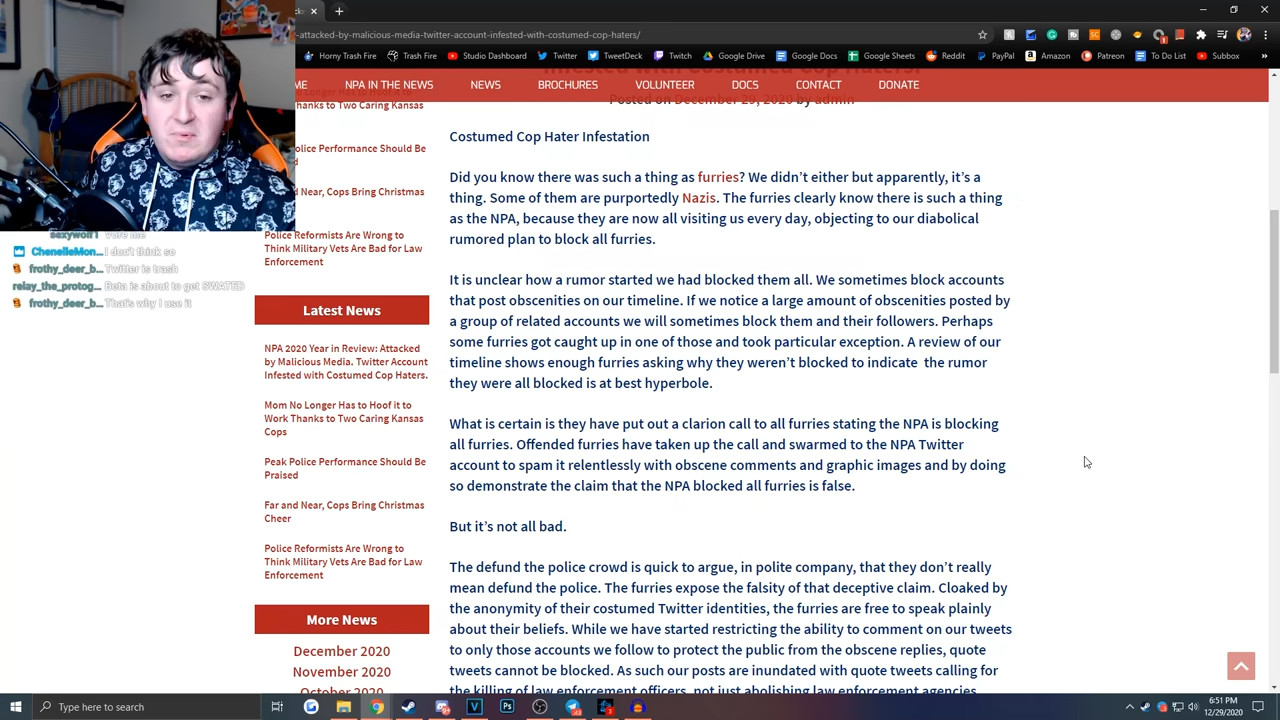 -attacked-by-malicious-media-twitter-account-infested-with-costumed-cop-haters/
Horny Trash Fire Trash Fire Studio Dashboard Twitter TweetDeck Twitch Google Drive Google Docs Google Sheets Reddit PayPal Amazon Patreon To Do List Subbox
Infested with Costumed Cop Haters.
ME NPA IN THE NEWS NEWS BROCHURES VOLUNTEER DOCS CONTACT DONATE
Posted on December 29, 2020 by admin
Longer Has to Hoof it to
hanks to Two Caring Kansas
olice Performance Should Be
d
nd Near, Cops Bring Christmas
Police Reformists Are Wrong to
Think Military Vets Are Bad for Law
Enforcement
saxywolf1 Vore me
ChenelleMon... I don't think so
frothy_deer_b... Twitter is trash
relay_the_protog... Beta is about to get SWATED
frothy_deer_b... That's why I use it
Latest News
NPA 2020 Year in Review: Attacked
by Malicious Media. Twitter Account
Infested with Costumed Cop Haters.
Mom No Longer Has to Hoof it to
Work Thanks to Two Caring Kansas
Cops
Peak Police Performance Should Be
Praised
Far and Near, Cops Bring Christmas
Cheer
Police Reformists Are Wrong to
Think Military Vets Are Bad for Law
Enforcement
More News
December 2020
November 2020
October 2020
Costumed Cop Hater Infestation
Did you know there was such a thing as furries? We didn't either but apparently, it's a
thing. Some of them are purportedly Nazis. The furries clearly know there is such a thing
as the NPA, because they are now all visiting us every day, objecting to our diabolical
rumored plan to block all furries.
It is unclear how a rumor started we had blocked them all. We sometimes block accounts
that post obscenities on our timeline. If we notice a large amount of obscenities posted by
a group of related accounts we will sometimes block them and their followers. Perhaps
some furries got caught up in one of those and took particular exception. A review of our
timeline shows enough furries asking why they weren't blocked to indicate the rumor
they were all blocked is at best hyperbole.
What is certain is they have put out a clarion call to all furries stating the NPA is blocking
all furries. Offended furries have taken up the call and swarmed to the NPA Twitter
account to spam it relentlessly with obscene comments and graphic images and by doing
so demonstrate the claim that the NPA blocked all furries is false.
But it's not all bad.
The defund the police crowd is quick to argue, in polite company, that they don't really
mean defund the police. The furries expose the falsity of that deceptive claim. Cloaked by
the anonymity of their costumed Twitter identities, the furries are free to speak plainly
about their beliefs. While we have started restricting the ability to comment on our tweets
to only those accounts we follow to protect the public from the obscene replies, quote
tweets cannot be blocked. As such our posts are inundated with quote tweets calling for
the killing of law enforcement officers, not just abolishing law enforcement agencies.
Type here to search
6:51 PM
12/29/2020